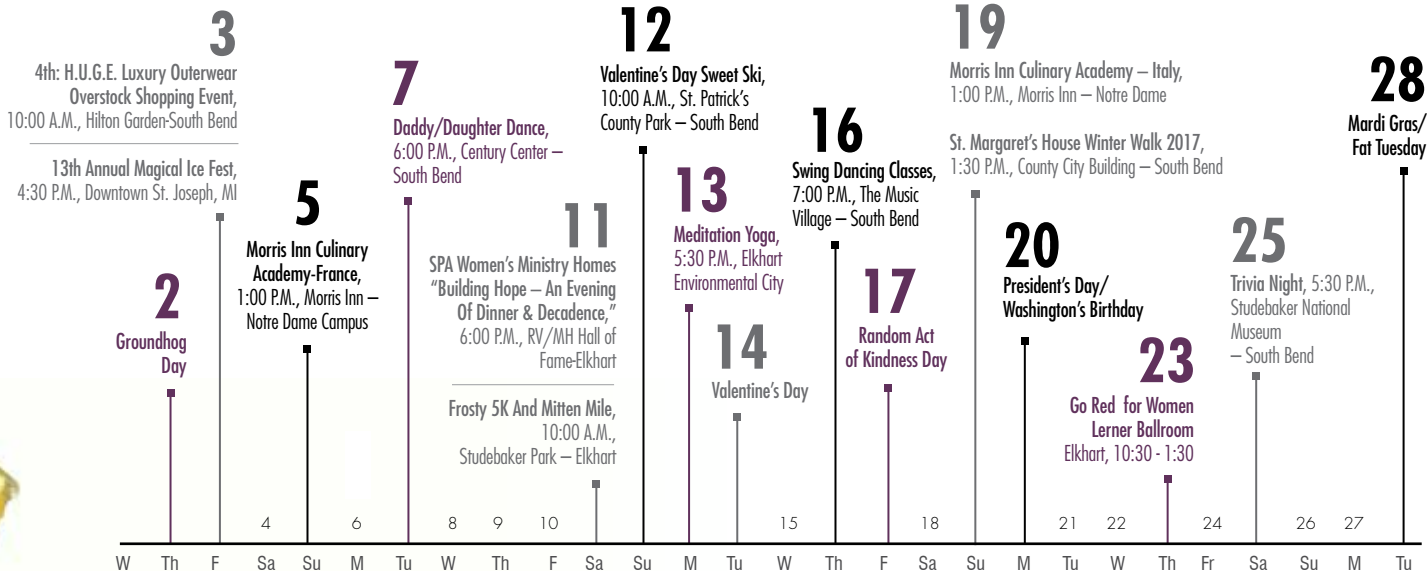 3
4th: H.U.G.E. Luxury Outerwear
Overstock Shopping Event,
10:00 A.M., Hilton Garden-South Bend
13th Annual Magical Ice Fest,
4:30 P.M., Downtown St. Joseph, MI
2
Groundhog
Day
5
Morris Inn Culinary
Academy-France,
1:00 P.M., Morris Inn –
Notre Dame Campus
7
Daddy/Daughter Dance,
6:00 P.M., Century Center –
South Bend
11
SPA Women's Ministry Homes
"Building Hope – An Evening
Of Dinner & Decadence,"
6:00 P.M., RV/MH Hall of
Fame-Elkhart
Frosty 5K And Mitten Mile,
10:00 A.M.,
Studebaker Park – Elkhart
12
Valentine's Day Sweet Ski,
10:00 A.M., St. Patrick's
County Park – South Bend
13
Meditation Yoga,
5:30 P.M., Elkhart
Environmental City
14
Valentine's Day
16
Swing Dancing Classes,
7:00 P.M., The Music
Village – South Bend
17
Random Act
of Kindness Day
19
Morris Inn Culinary Academy – Italy,
1:00 P.M., Morris Inn – Notre Dame
St. Margaret's House Winter Walk 2017,
1:30 P.M., County City Building – South Bend
20
President's Day/
Washington's Birthday
23
Go Red for Women
Lerner Ballroom
Elkhart, 10:30 - 1:30
25
Trivia Night, 5:30 P.M.,
Studebaker National
Museum
– South Bend
28
Mardi Gras/
Fat Tuesday
4 6 8 9 10 15 18 21 22 24 26 27
W Th F Sa Su M Tu W Th F Sa Su M Tu W Th F Sa Su M Tu W Th Fr Sa Su M Tu